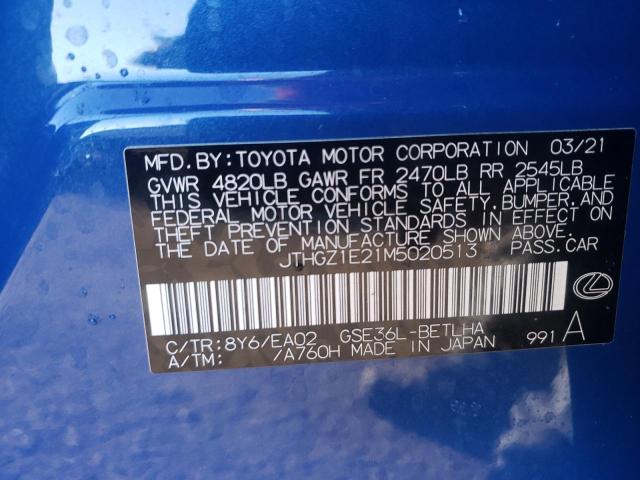 MFD. BY: TOYOTA MOTOR CORPORATION 03/21
GVWR 4820LB GAWR FR 2470LB RR 2545LB
THIS VEHICLE CONFORMS TO ALL APPLICABLE
FEDERAL MOTOR VEHICLE SAFETY, BUMPER, AND
THEFT PREVENTION STANDARDS IN EFFECT ON
THE DATE OF MANUFACTURE SHOWN ABOVE.
JTHGZ1E21M5020513 PASS. CAR
C/TR: 8Y6/EA02 GSE36L-BETLHA
A/TM: /A760H MADE IN JAPAN 991 A